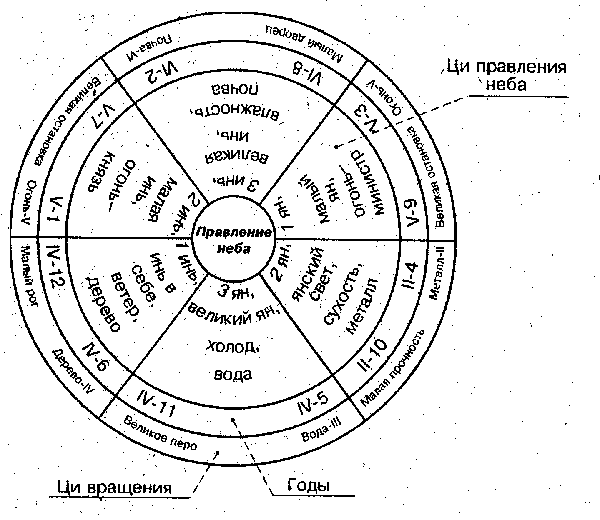 Ци правления
неба
Правление
неба
Почва-VI
Малый дворец
VI-2
VI-8
почва
влажность,
инь,
великая
3 инь,
Огонь-V
Великая остановка
V-3
V-9
1 ян,
малый
ян,
огонь—
министр
Металл-II
Малая прочность
II-4
II-10
2 ян,
янский
свет,
сухость,
металл
Вода-III
Великое перо
IV-5
IV-11
3 ян,
великий ян,
холод,
вода
Дерево-IV
Малый рог
IV-6
IV-12
1 инь,
инь в
себе,
ветер,
дерево
Огонь-V
Великая остановка
V-1
V-7
2 инь,
малая
инь,
огонь—
князь
Ци вращения
Годы